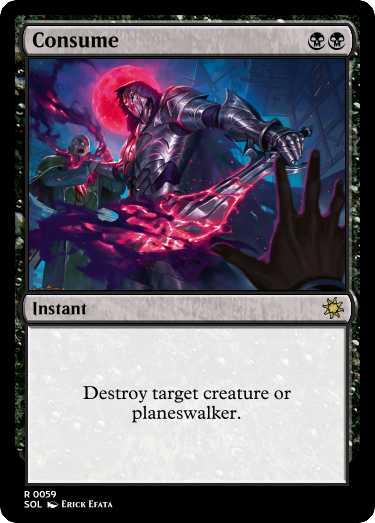 Consume
Instant
Destroy target creature or
planeswalker.
R 0059
SOL Erick Efata